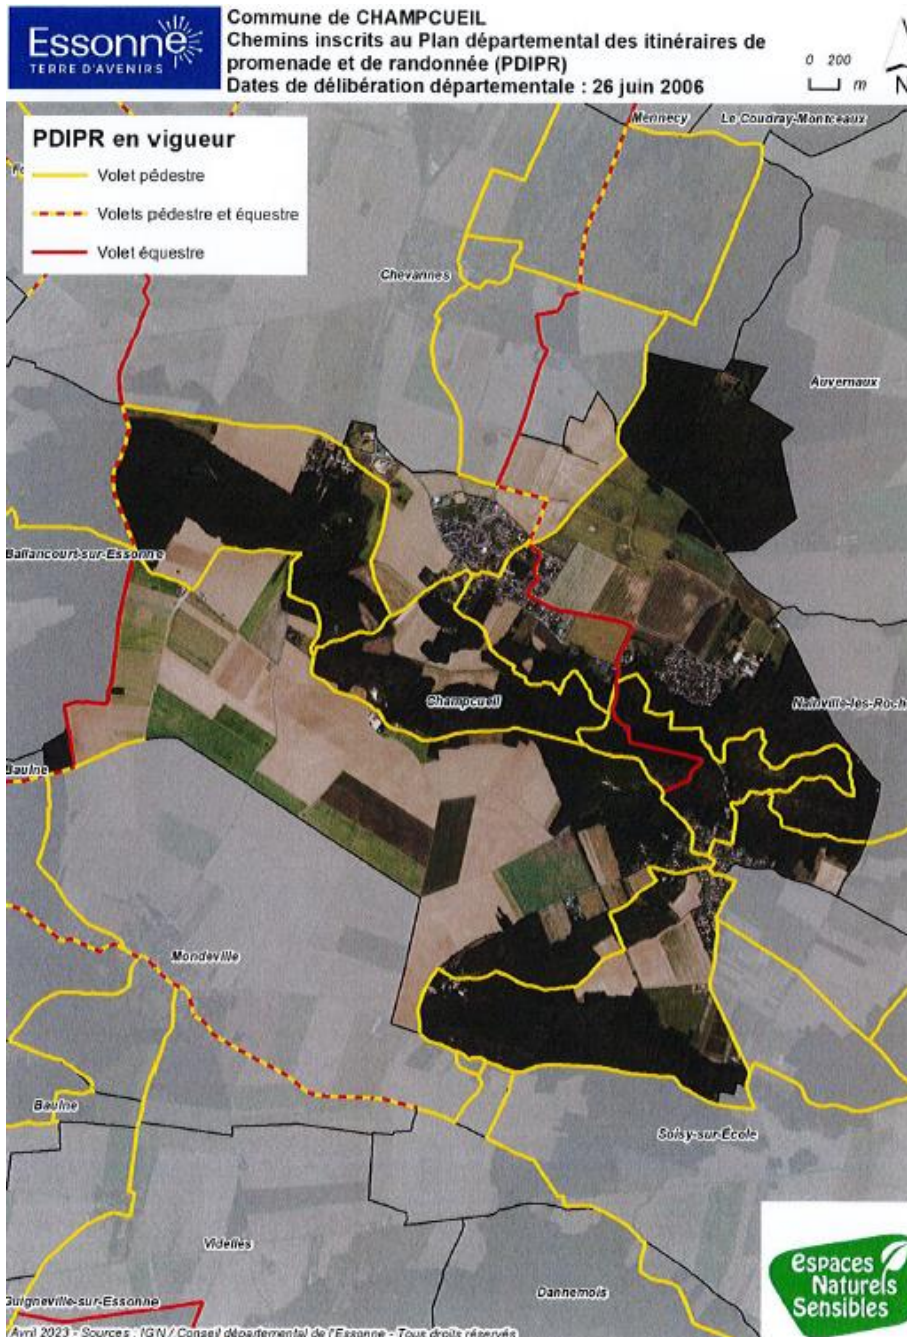 Essonne
TERRE D'AVENIRS
Commune de CHAMPCUEIL
Chemins inscrits au Plan départemental des itinéraires de
promenade et de randonnée (PDIPR)
Dates de délibération départementale : 26 juin 2006
0 200
m
N
PDIPR en vigueur
Volet pédestre
Volets pédestre et équestre
Volet équestre
Mennecy
Le Coudray-Montceaux
Chevannes
Auvernaux
Ballancourt-sur-Essonne
Champcueil
Nainville-les-Roch
Baulne
Mondeville
Baulne
Soisy-sur-École
Videlles
Dannemois
Guigneville-sur-Essonne
espaces
Naturels
Sensibles
Avril 2023 - Sources : IGN / Conseil départemental de l'Essonne - Tous droits réservés